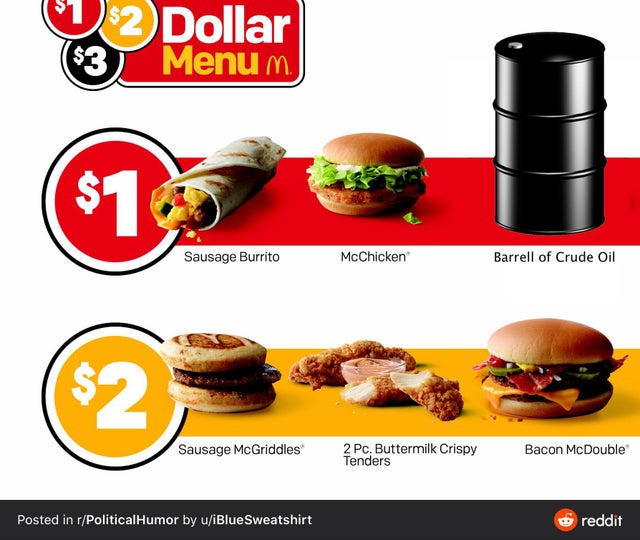 $1
$2
$3
Dollar
Menu
$1
Sausage Burrito
McChicken®
Barrell of Crude Oil
$2
Sausage McGriddles®
2 Pc. Buttermilk Crispy
Tenders
Bacon McDouble®
Posted in r/PoliticalHumor by u/iBlueSweatshirt
reddit